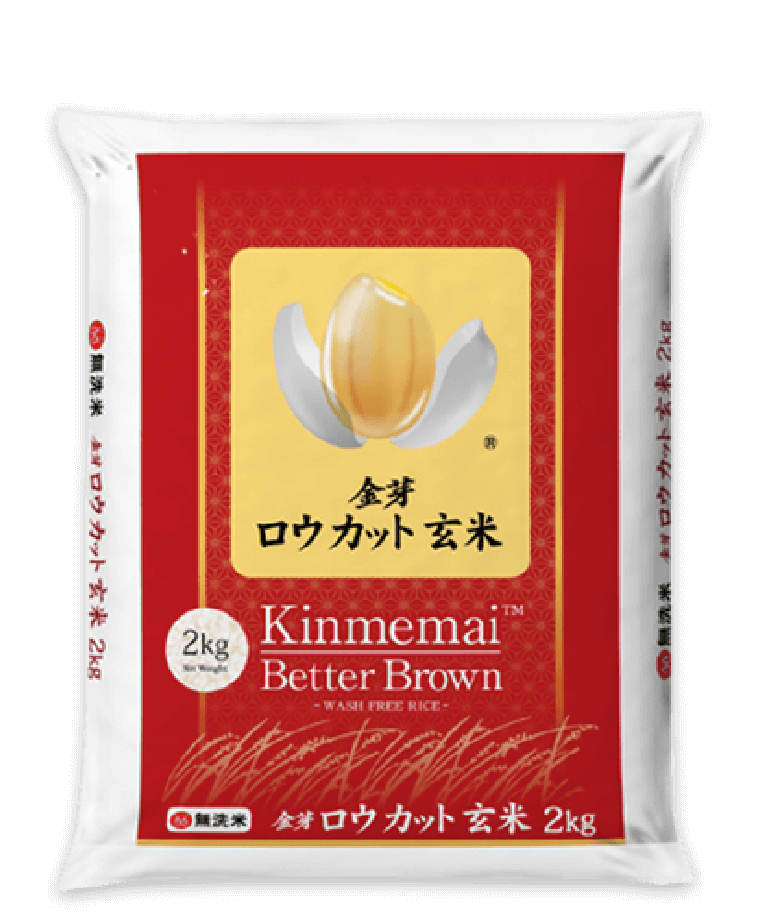 ®
金芽
ロウカット玄米
Kinmemai™
Better Brown
- WASH FREE RICE -
2kg
Net Weight
無洗米
金芽 ロウカット玄米 2kg
無洗米 金芽 ロウカット玄米 2kg
無洗米 金芽 ロウカット玄米 2kg